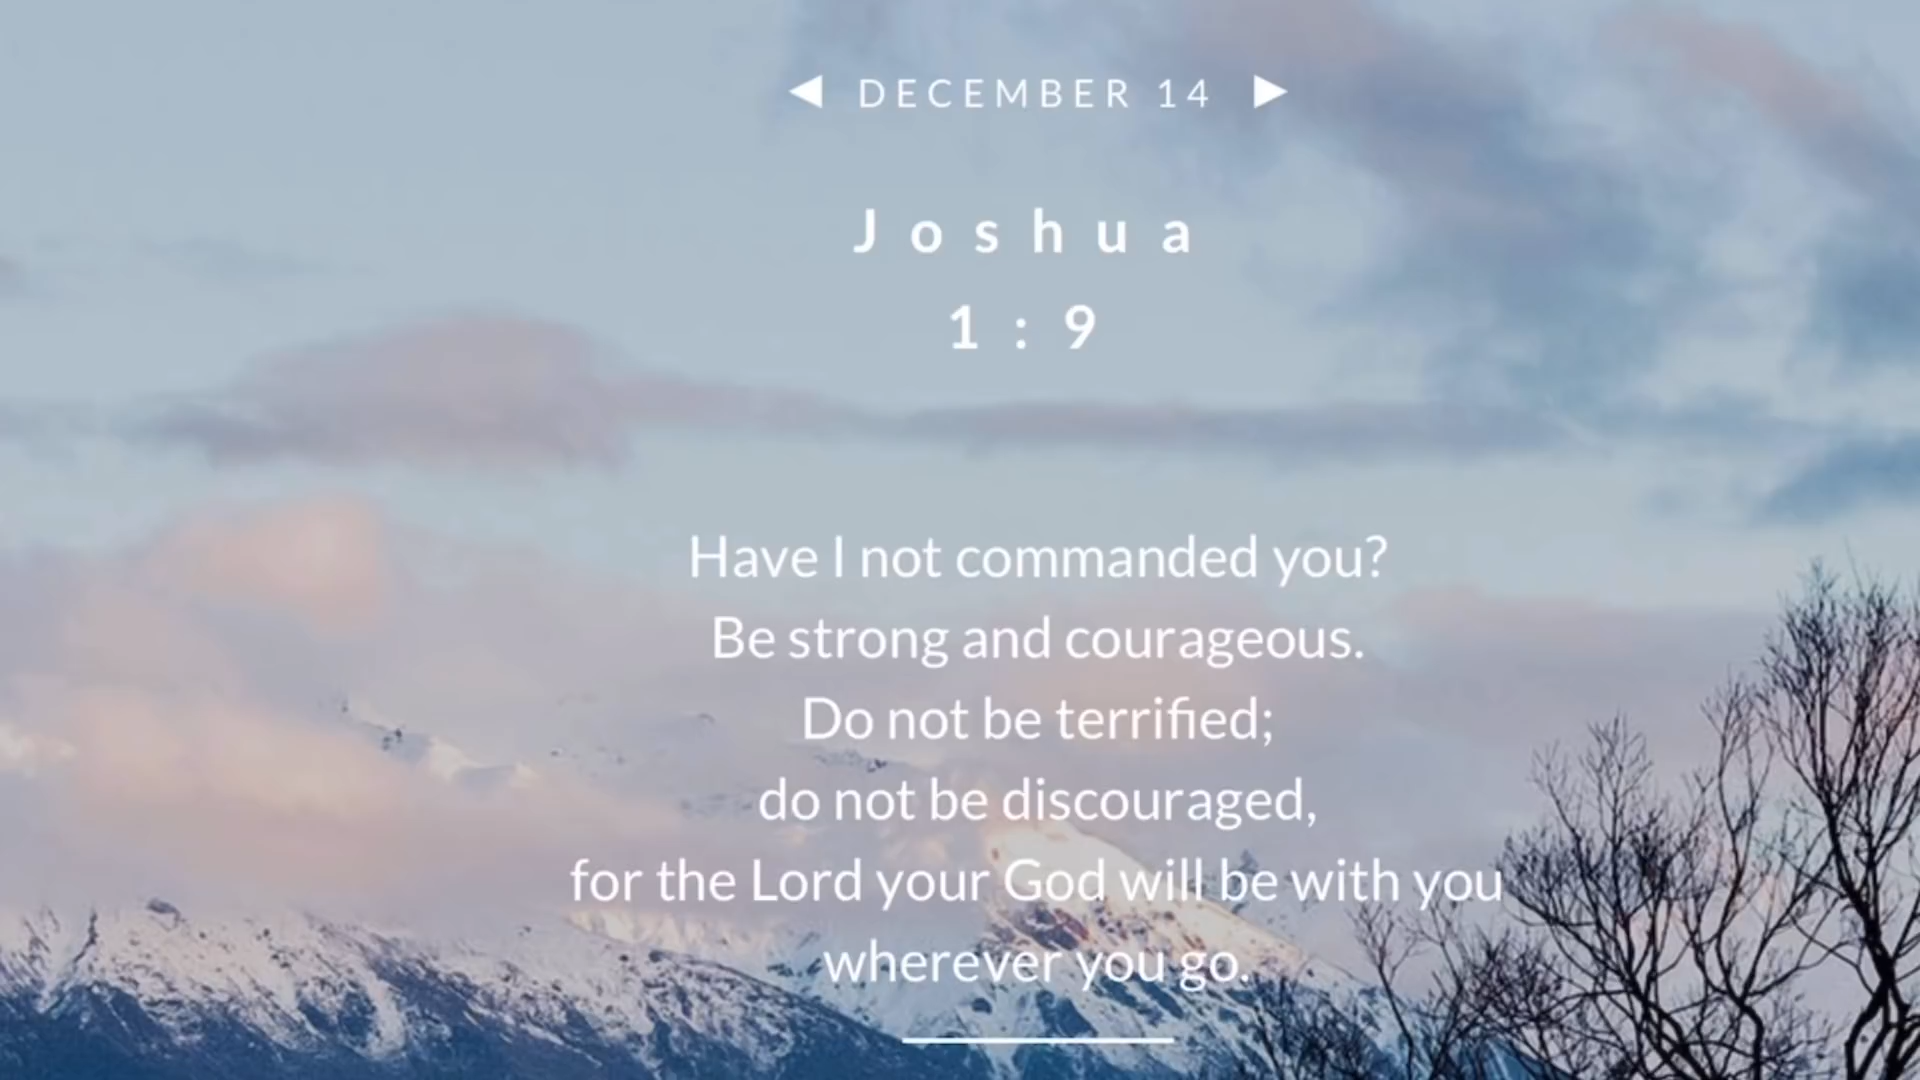 DECEMBER 14
Joshua
1:9
Have I not commanded you?
Be strong and courageous.
Do not be terrified;
do not be discouraged,
for the Lord your God will be with you
wherever you go.